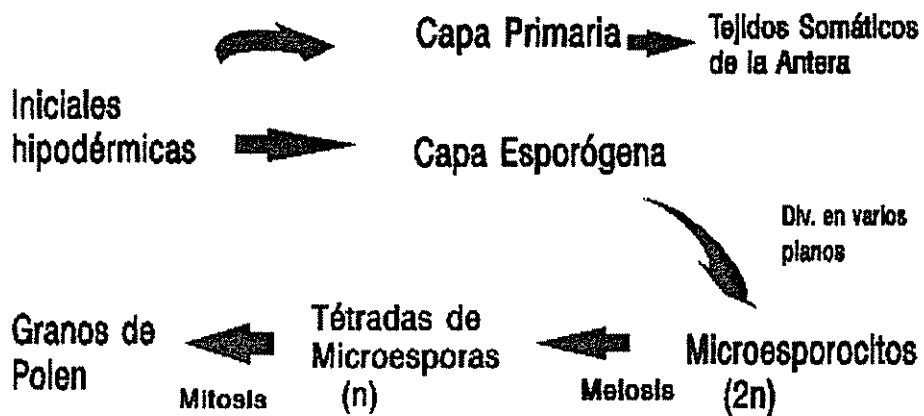 Capa Primaria
Tejidos Somáticos
de la Antera
Iniciales
hipodérmicas
Capa Esporógena
Div. en varios
planos
Granos de
Polen
Mitosis
Tétradas de
Microesporas
(n)
Meiosis
Microesporocitos
(2n)